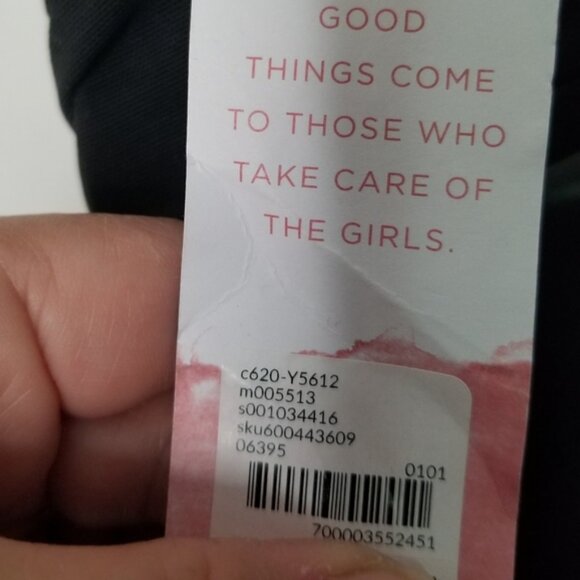 GOOD
THINGS COME
TO THOSE WHO
TAKE CARE OF
THE GIRLS.
c620-Y5612
m005513
s001034416
sku600443609
06395
0101
700003552451